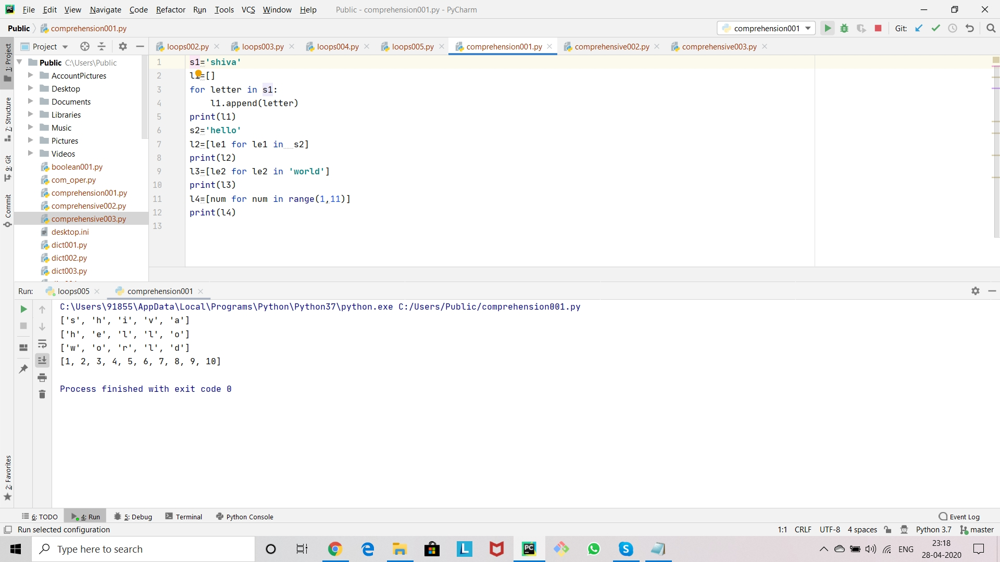 File Edit View Navigate Code Refactor Run Tools VCS Window Help Public - comprehension001.py - PyCharm
Public comprehension001.py comprehension001 Git:
1: Project
Project
loops002.py loops003.py loops004.py loops005.py comprehension001.py comprehensive002.py comprehensive003.py
Public C:\Users\Public
AccountPictures
Desktop
Documents
Libraries
Music
Pictures
Videos
boolean001.py
com_oper.py
comprehension001.py
comprehensive002.py
comprehensive003.py
desktop.ini
dict001.py
dict002.py
dict003.py
7: Structure
9: Git
Commit
2: Favorites
1 s1='shiva'
2 l1=[]
3 for letter in s1:
4 l1.append(letter)
5 print(l1)
6 s2='hello'
7 l2=[le1 for le1 in  s2]
8 print(l2)
9 l3=[le2 for le2 in 'world']
10 print(l3)
11 l4=[num for num in range(1,11)]
12 print(l4)
13
Run: loops005 comprehension001
C:\Users\91855\AppData\Local\Programs\Python\Python37\python.exe C:/Users/Public/comprehension001.py
['s', 'h', 'i', 'v', 'a']
['h', 'e', 'l', 'l', 'o']
['w', 'o', 'r', 'l', 'd']
[1, 2, 3, 4, 5, 6, 7, 8, 9, 10]
Process finished with exit code 0
6: TODO 4: Run 5: Debug Terminal Python Console Event Log
Run selected configuration 1:1 CRLF UTF-8 4 spaces Python 3.7 master
Type here to search ENG 23:18
28-04-2020